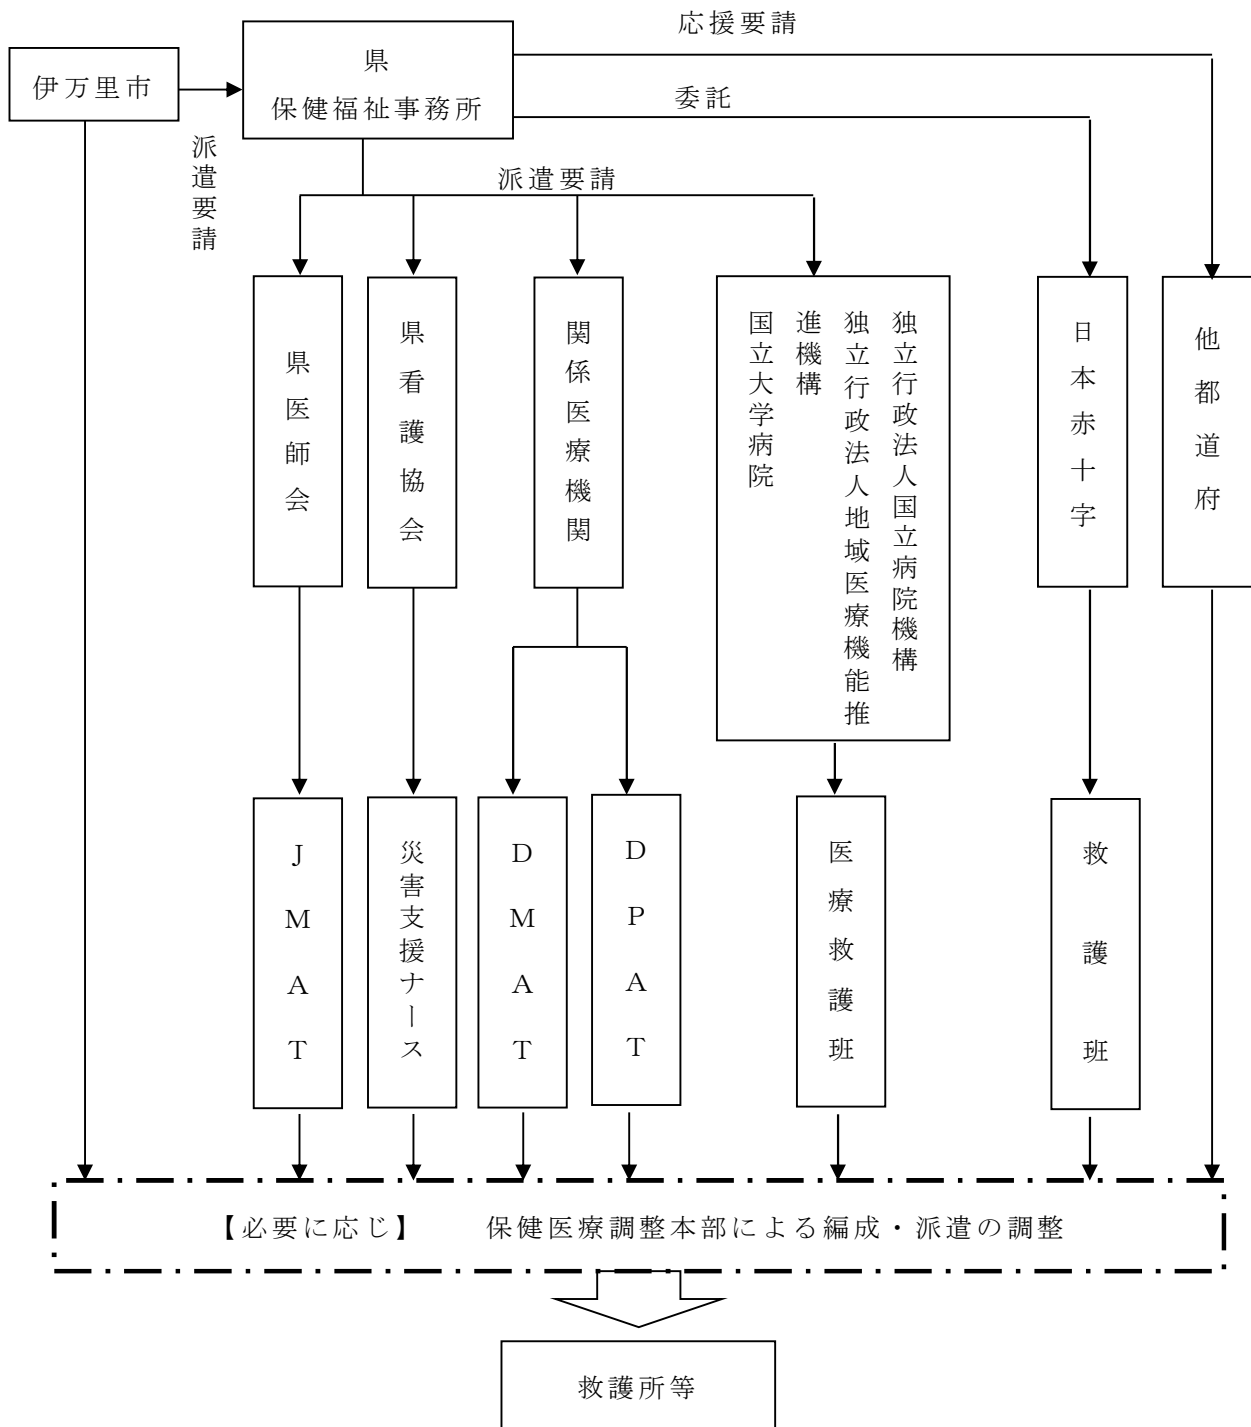 応援要請
県
保健福祉事務所
伊万里市
委託
派遣要請
派遣要請
県医師会
県看護協会
関係医療機関
独立行政法人国立病院機構
独立行政法人地域医療機能推
進機構
国立大学病院
日本赤十字
他都道府
JMAT
災害支援ナース
DMAT
DPAT
医療救護班
救護班
【必要に応じ】 保健医療調整本部による編成・派遣の調整
救護所等